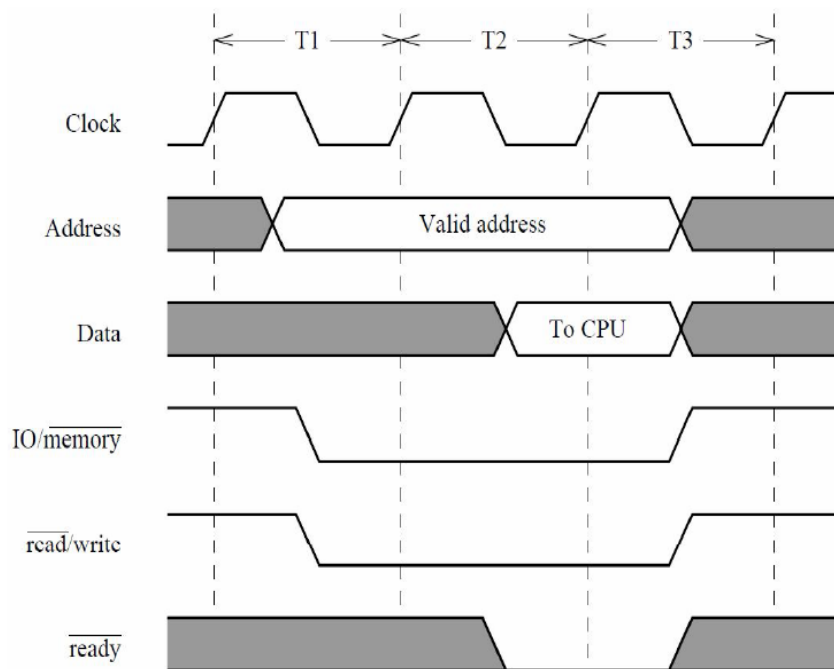 T1 T2 T3
Clock
Address Valid address
Data To CPU
IO/memory
read/write
ready